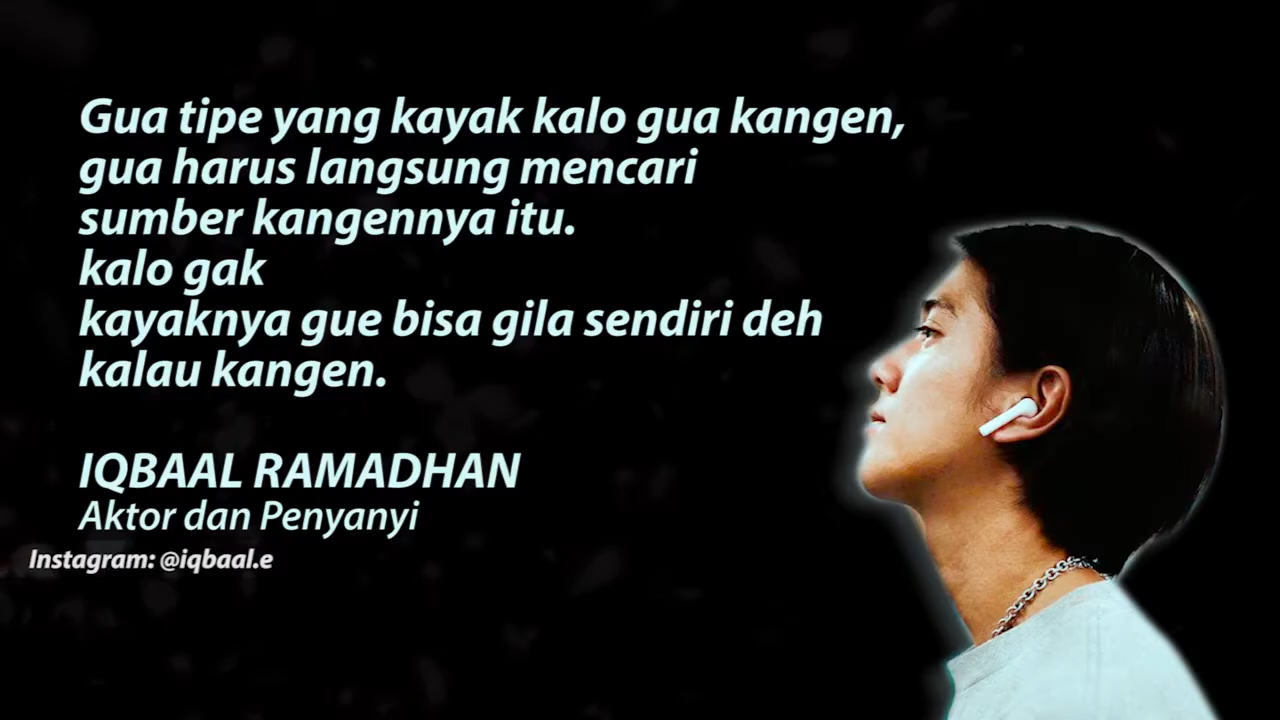 Gua tipe yang kayak kalo gua kangen,
gua harus langsung mencari
sumber kangennya itu.
kalo gak
kayaknya gue bisa gila sendiri deh
kalau kangen.
IQBAAL RAMADHAN
Aktor dan Penyanyi
Instagram: @iqbaal.e